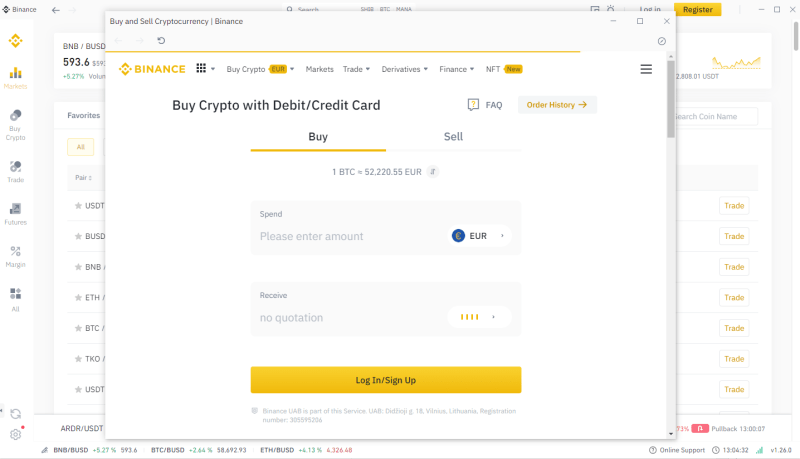 Binance
Search
SHIB BTC MANA
Log in
Register
Buy and Sell Cryptocurrency | Binance
BNB / BUSD
593.6
+5.27%
2,808.01 USDT
BINANCE
Buy Crypto EUR
Markets
Trade
Derivatives
Finance
NFT New
Markets
Buy
Crypto
Trade
Futures
Margin
All
Favorites
Search Coin Name
All
Pair
USDT
BUSD
BNB /
ETH /
BTC /
TKO /
USDT
Trade
Trade
Trade
Trade
Trade
Trade
Trade
Buy Crypto with Debit/Credit Card
FAQ
Order History
Buy
Sell
1 BTC ≈ 52,220.55 EUR
Spend
Please enter amount
EUR
Receive
no quotation
Log In/Sign Up
Binance UAB is part of this Service. UAB: Didžioji g. 18, Vilnius, Lithuania, Registration
number: 305595206
ARDR/USDT
Pullback 13:00:07
BNB/BUSD +5.27 % 593.6
BTC/BUSD +2.64 % 58,692.93
ETH/BUSD +4.13 % 4,326.48
Online Support
13:04:32
v1.26.0